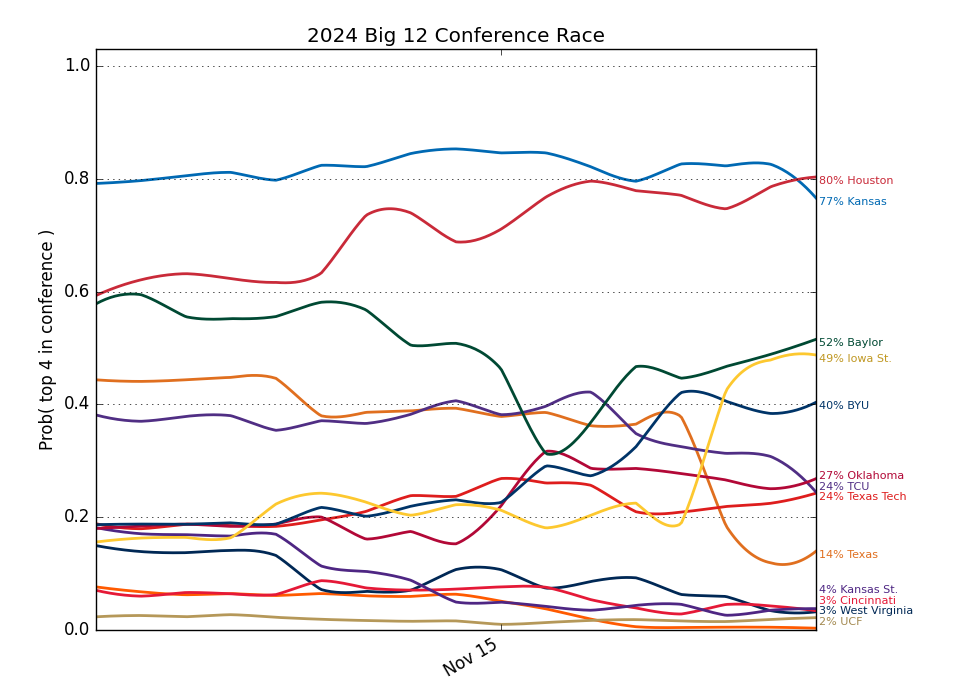 2024 Big 12 Conference Race
1.0
0.8
0.6
0.4
0.2
0.0
Prob( top 4 in conference )
Nov 15
80% Houston
77% Kansas
52% Baylor
49% Iowa St.
40% BYU
27% Oklahoma
24% TCU
24% Texas Tech
14% Texas
4% Kansas St.
3% Cincinnati
3% West Virginia
2% UCF